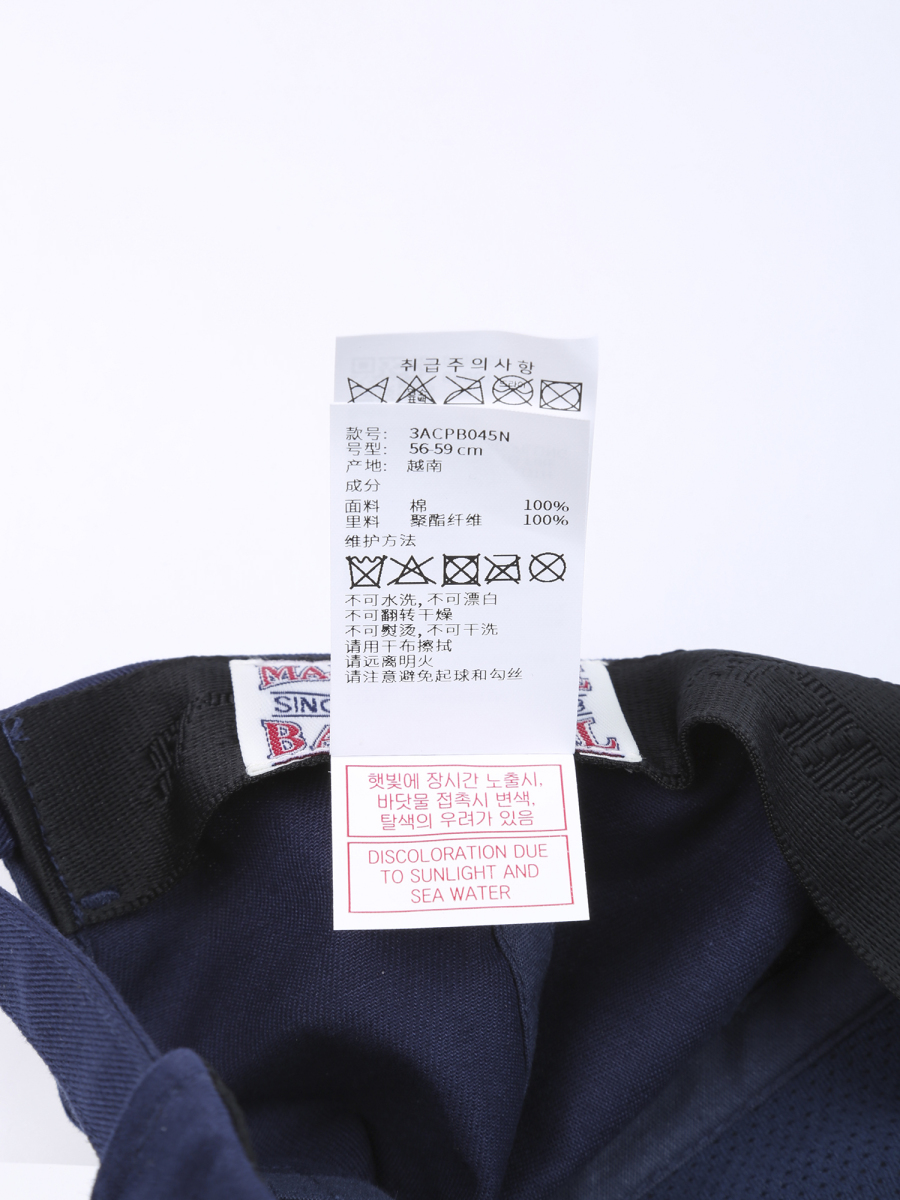 취급주의사항
款号: 3ACPB045N
号型: 56-59 cm
产地: 越南
成分
面料 棉 100%
里料 聚酯纤维 100%
维护方法
不可水洗, 不可漂白
不可翻转干燥
不可熨烫, 不可干洗
请用干布擦拭
请远离明火
请注意避免起球和勾丝
햇빛에 장시간 노출시,
바닷물 접촉시 변색,
탈색의 우려가 있음
DISCOLORATION DUE
TO SUNLIGHT AND
SEA WATER